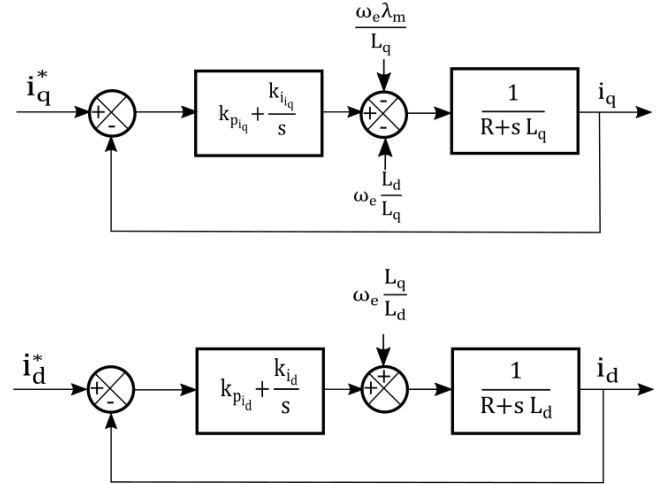 ω_e λ_m / L_q
i_q^*
+
-
k_{p_{i_q}} + k_{i_{i_q}} / s
-
+
-
1 / (R+s L_q)
i_q
ω_e L_d / L_q
ω_e L_q / L_d
i_d^*
+
-
k_{p_{i_d}} + k_{i_d} / s
+
+
1 / (R+s L_d)
i_d